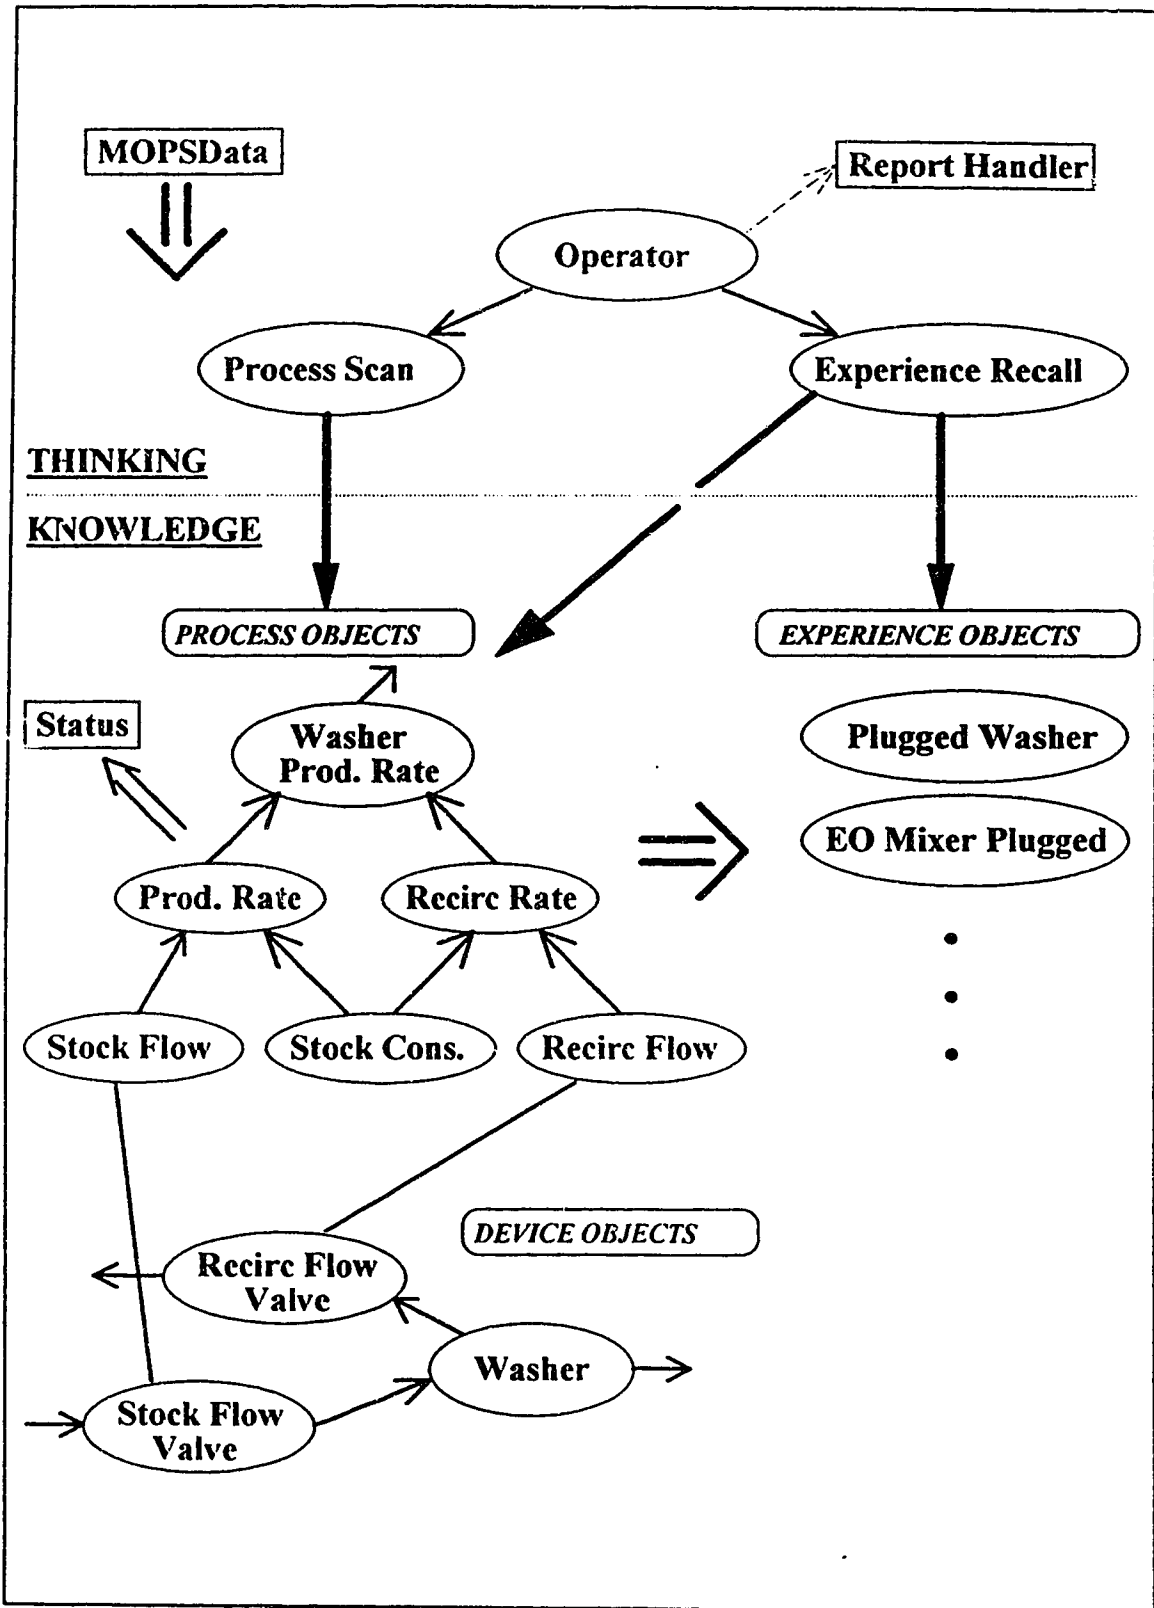 MOPSData
Report Handler
Operator
Process Scan
Experience Recall
THINKING
KNOWLEDGE
PROCESS OBJECTS
EXPERIENCE OBJECTS
Status
Washer
Prod. Rate
Plugged Washer
EO Mixer Plugged
Prod. Rate
Recirc Rate
Stock Flow
Stock Cons.
Recirc Flow
DEVICE OBJECTS
Recirc Flow
Valve
Washer
Stock Flow
Valve